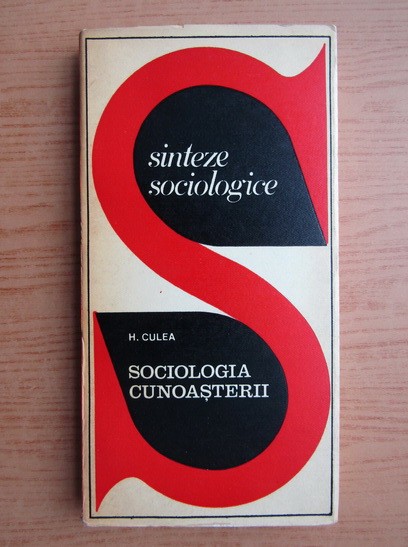 sinteze
sociologice
H. CULEA
SOCIOLOGIA
CUNOAȘTERII